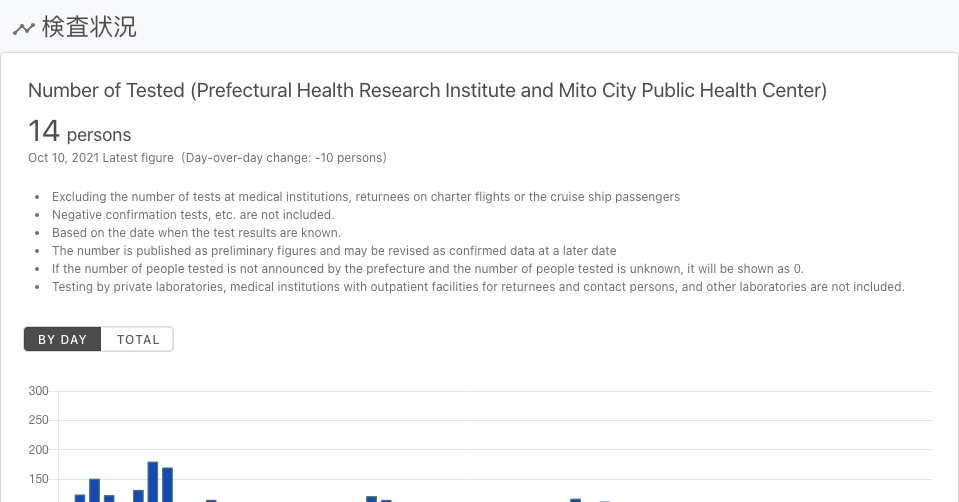 検査状況
Number of Tested (Prefectural Health Research Institute and Mito City Public Health Center)
14 persons
Oct 10, 2021 Latest figure  (Day-over-day change: -10 persons)
• Excluding the number of tests at medical institutions, returnees on charter flights or the cruise ship passengers
• Negative confirmation tests, etc. are not included.
• Based on the date when the test results are known.
• The number is published as preliminary figures and may be revised as confirmed data at a later date
• If the number of people tested is not announced by the prefecture and the number of people tested is unknown, it will be shown as 0.
• Testing by private laboratories, medical institutions with outpatient facilities for returnees and contact persons, and other laboratories are not included.
BY DAY TOTAL
300
250
200
150